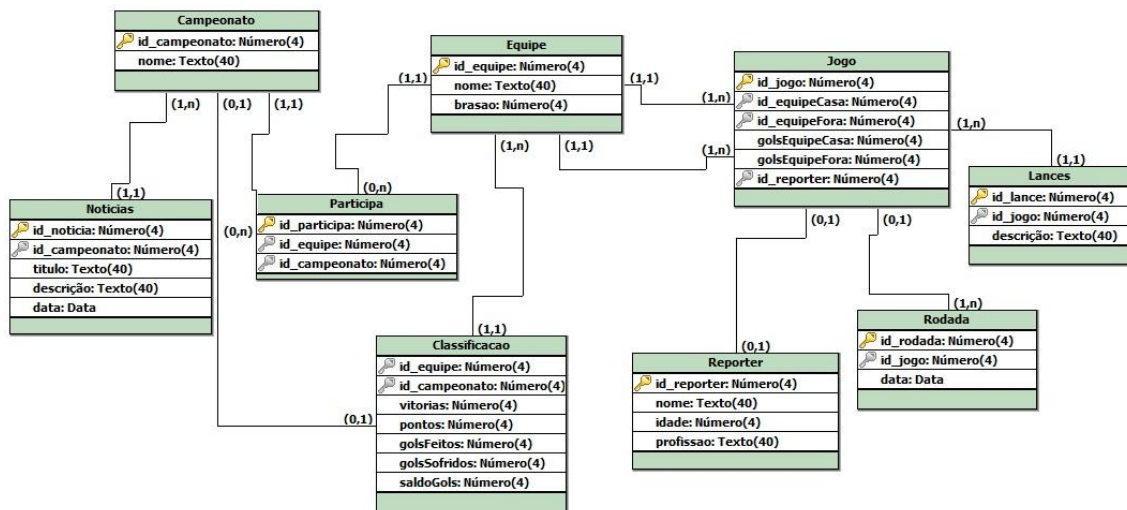 Campeonato
id_campeonato: Número(4)
nome: Texto(40)
(1,n)
(0,1)
(1,1)
Equipe
id_equipe: Número(4)
nome: Texto(40)
brasao: Número(4)
(1,1)
(1,1)
(1,n)
(1,1)
Jogo
id_jogo: Número(4)
id_equipeCasa: Número(4)
id_equipeFora: Número(4)
golsEquipeCasa: Número(4)
golsEquipeFora: Número(4)
id_reporter: Número(4)
(1,n)
(1,n)
(1,n)
(0,1)
(0,1)
(1,1)
Lances
id_lance: Número(4)
id_jogo: Número(4)
descrição: Texto(40)
(1,1)
Noticias
id_noticia: Número(4)
id_campeonato: Número(4)
titulo: Texto(40)
descrição: Texto(40)
data: Data
(0,n)
(0,n)
Participa
id_participa: Número(4)
id_equipe: Número(4)
id_campeonato: Número(4)
(1,1)
(0,1)
Classificacao
id_equipe: Número(4)
id_campeonato: Número(4)
vitorias: Número(4)
pontos: Número(4)
golsFeitos: Número(4)
golsSofridos: Número(4)
saldoGols: Número(4)
(0,1)
Reporter
id_reporter: Número(4)
nome: Texto(40)
idade: Número(4)
profissao: Texto(40)
(1,n)
Rodada
id_rodada: Número(4)
id_jogo: Número(4)
data: Data